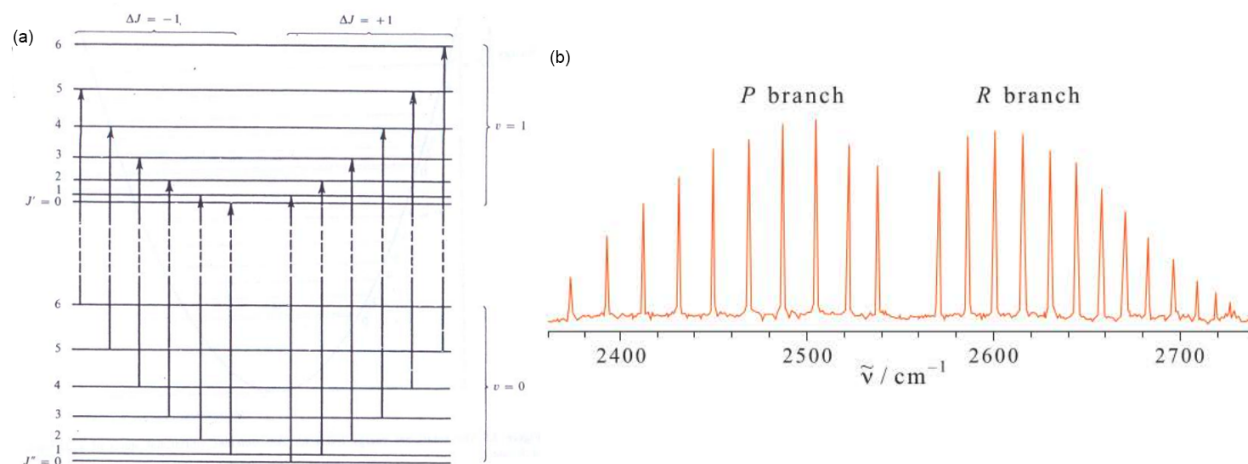 (a)
ΔJ = −1
ΔJ = +1
6
5
4
3
2
1
J′ = 0
v = 1
6
5
4
3
2
1
J″ = 0
v = 0
(b)
P branch
R branch
2400
2500
2600
2700
ṽ / cm⁻¹